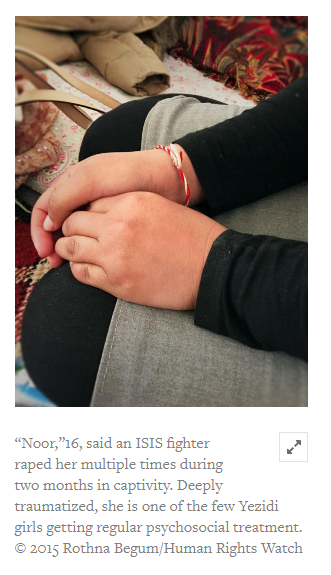 “Noor,”16, said an ISIS fighter
raped her multiple times during
two months in captivity. Deeply
traumatized, she is one of the few Yezidi
girls getting regular psychosocial treatment.
© 2015 Rothna Begum/Human Rights Watch